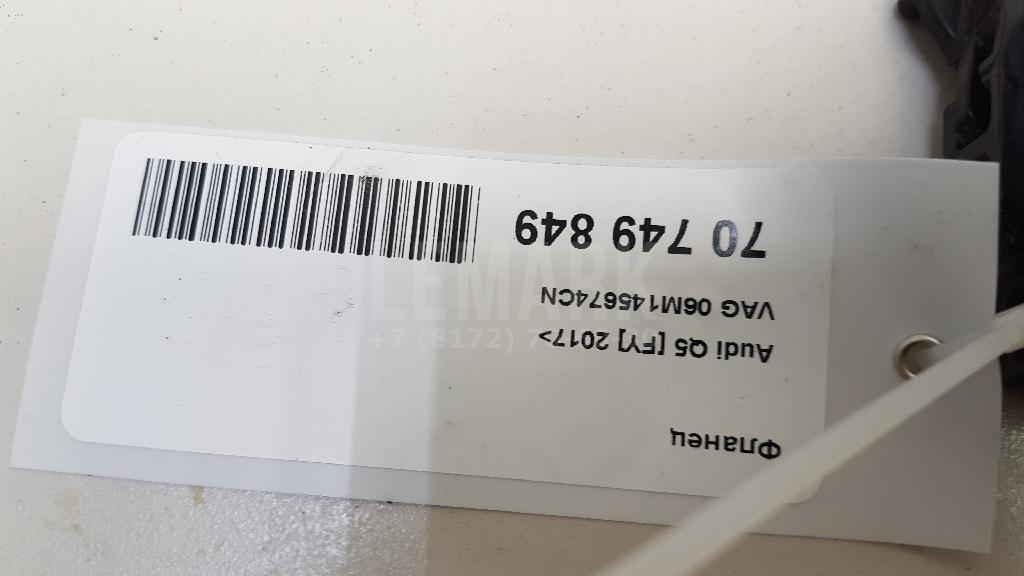 Фланец
Audi Q5 [FY] 2017>
VAG 06M145674CN
70 749 849
LEMARK
+7 (8172)